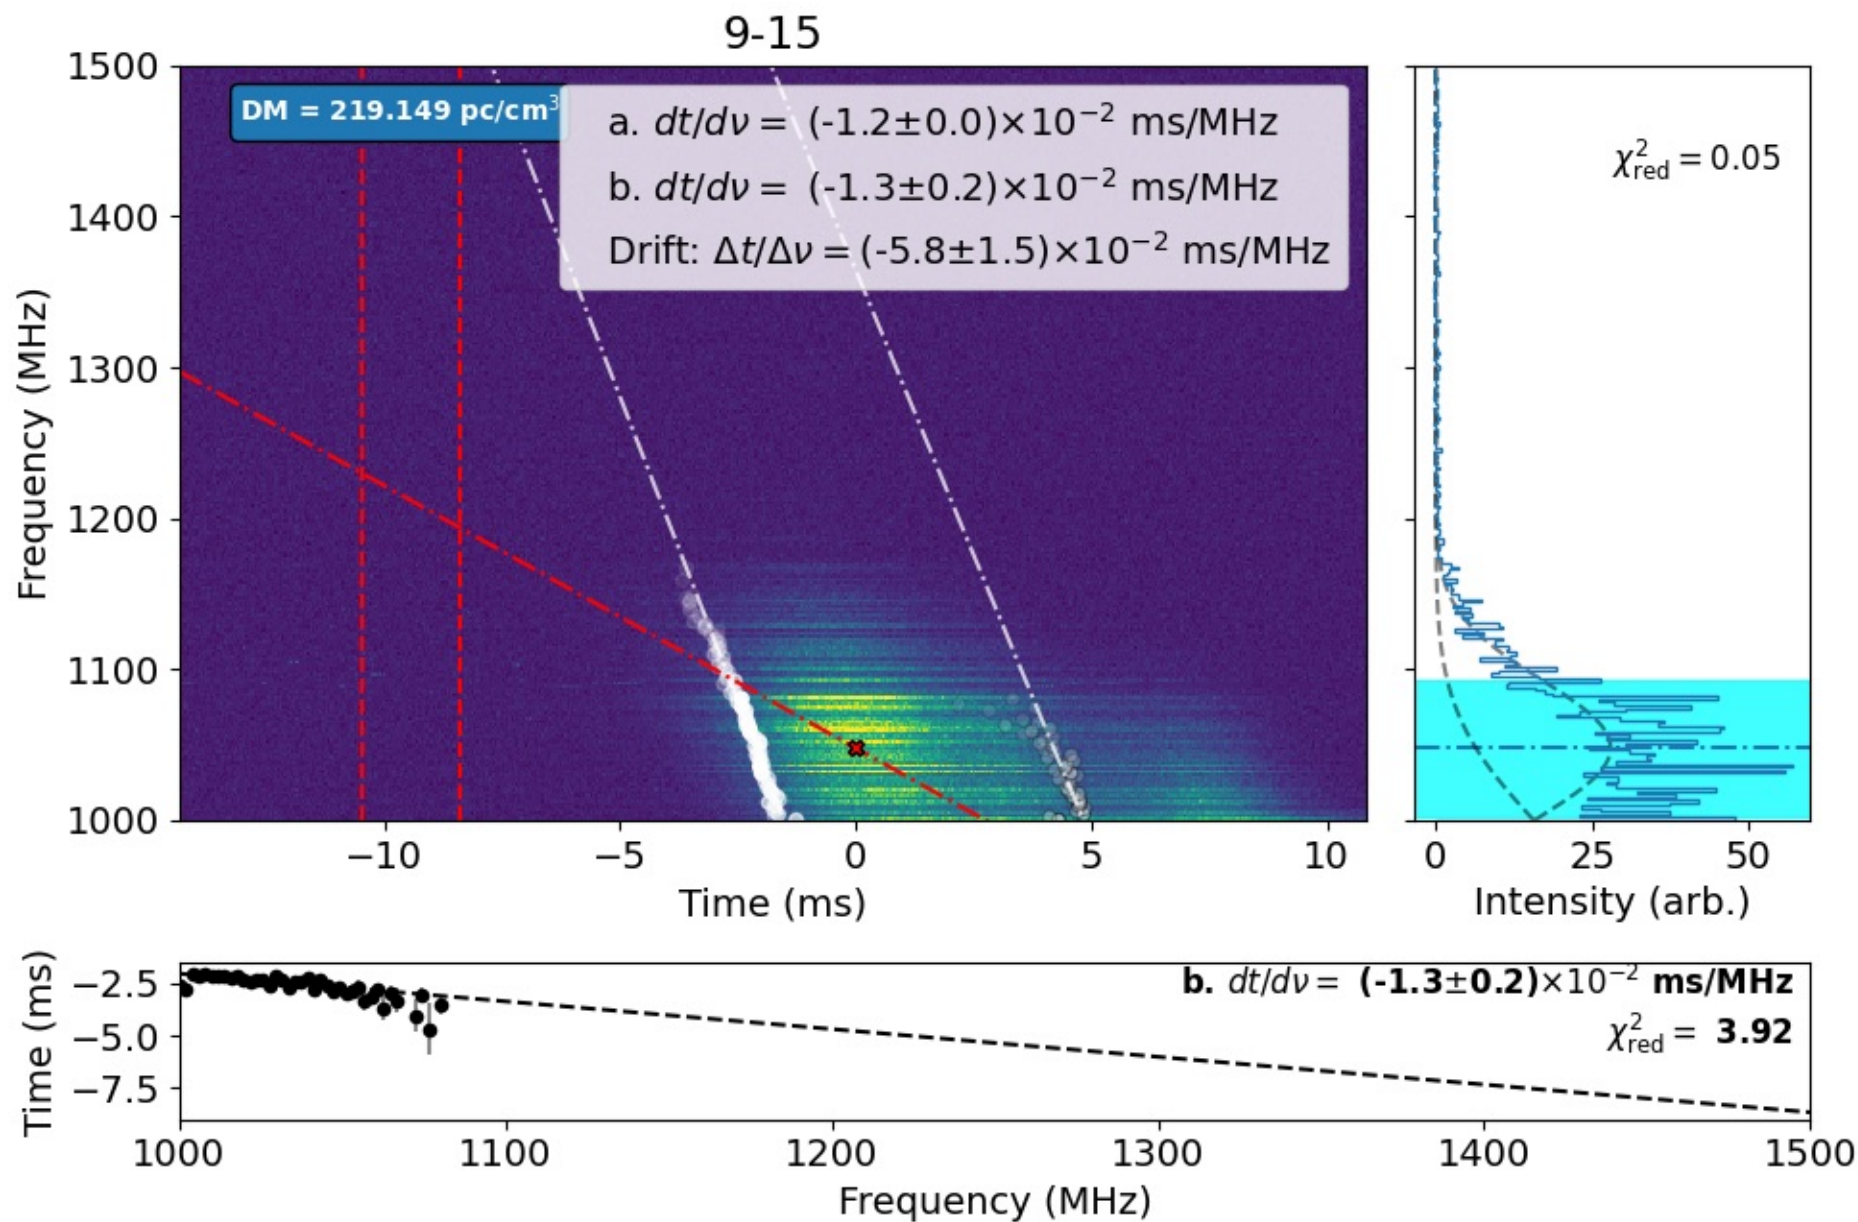 9-15
DM = 219.149 pc/cm³
a. dt/dν = (-1.2±0.0)×10⁻² ms/MHz
b. dt/dν = (-1.3±0.2)×10⁻² ms/MHz
Drift: Δt/Δν = (-5.8±1.5)×10⁻² ms/MHz
1500
1400
1300
1200
1100
1000
Frequency (MHz)
−10 −5 0 5 10
Time (ms)
χ²red = 0.05
0 25 50
Intensity (arb.)
b. dt/dν = (-1.3±0.2)×10⁻² ms/MHz
χ²red = 3.92
−2.5
−5.0
−7.5
Time (ms)
1000 1100 1200 1300 1400 1500
Frequency (MHz)